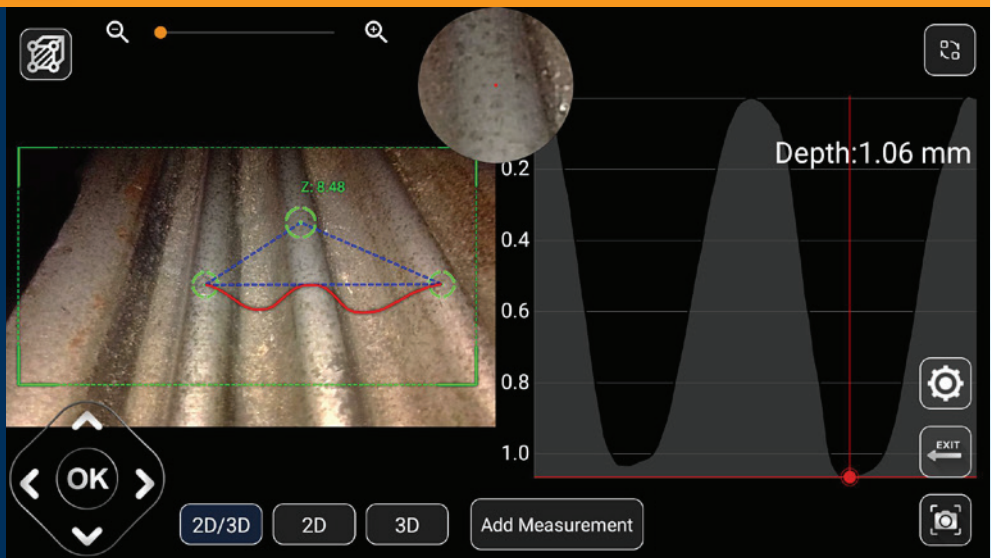 Depth:1.06 mm
0.2
Z: 8.48
0.4
0.6
0.8
1.0
EXIT
OK
2D/3D
2D
3D
Add Measurement